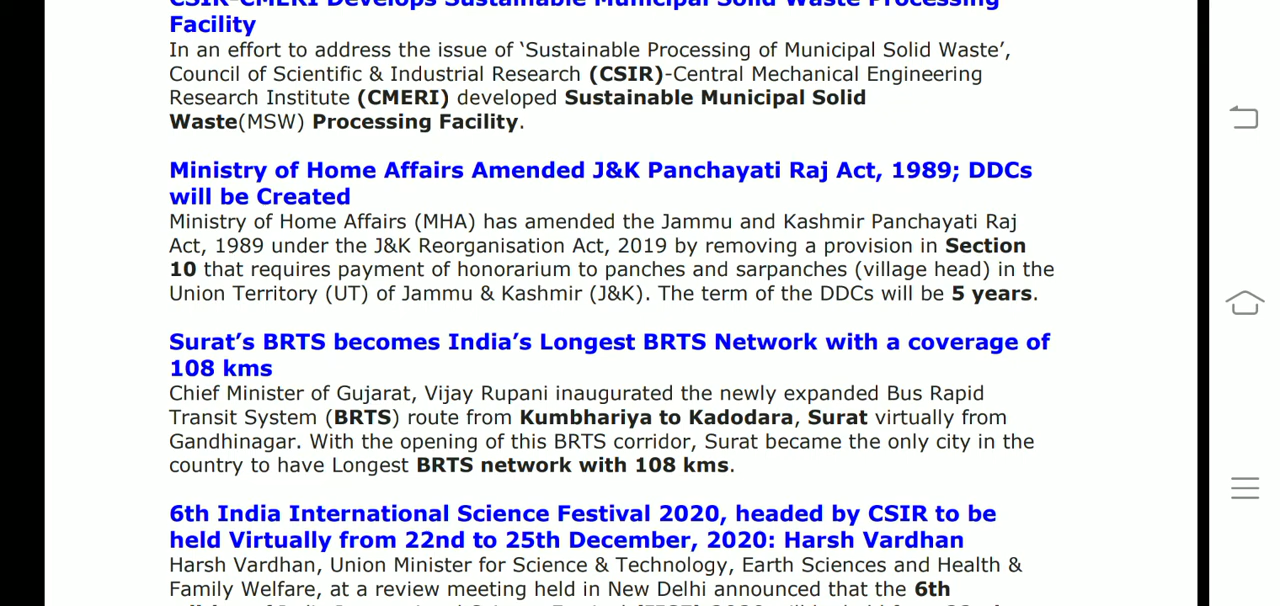 CSIR-CMERI Develops Sustainable Municipal Solid Waste Processing
Facility
In an effort to address the issue of ‘Sustainable Processing of Municipal Solid Waste’,
Council of Scientific & Industrial Research (CSIR)-Central Mechanical Engineering
Research Institute (CMERI) developed Sustainable Municipal Solid
Waste(MSW) Processing Facility.
Ministry of Home Affairs Amended J&K Panchayati Raj Act, 1989; DDCs
will be Created
Ministry of Home Affairs (MHA) has amended the Jammu and Kashmir Panchayati Raj
Act, 1989 under the J&K Reorganisation Act, 2019 by removing a provision in Section
10 that requires payment of honorarium to panches and sarpanches (village head) in the
Union Territory (UT) of Jammu & Kashmir (J&K). The term of the DDCs will be 5 years.
Surat’s BRTS becomes India’s Longest BRTS Network with a coverage of
108 kms
Chief Minister of Gujarat, Vijay Rupani inaugurated the newly expanded Bus Rapid
Transit System (BRTS) route from Kumbhariya to Kadodara, Surat virtually from
Gandhinagar. With the opening of this BRTS corridor, Surat became the only city in the
country to have Longest BRTS network with 108 kms.
6th India International Science Festival 2020, headed by CSIR to be
held Virtually from 22nd to 25th December, 2020: Harsh Vardhan
Harsh Vardhan, Union Minister for Science & Technology, Earth Sciences and Health &
Family Welfare, at a review meeting held in New Delhi announced that the 6th